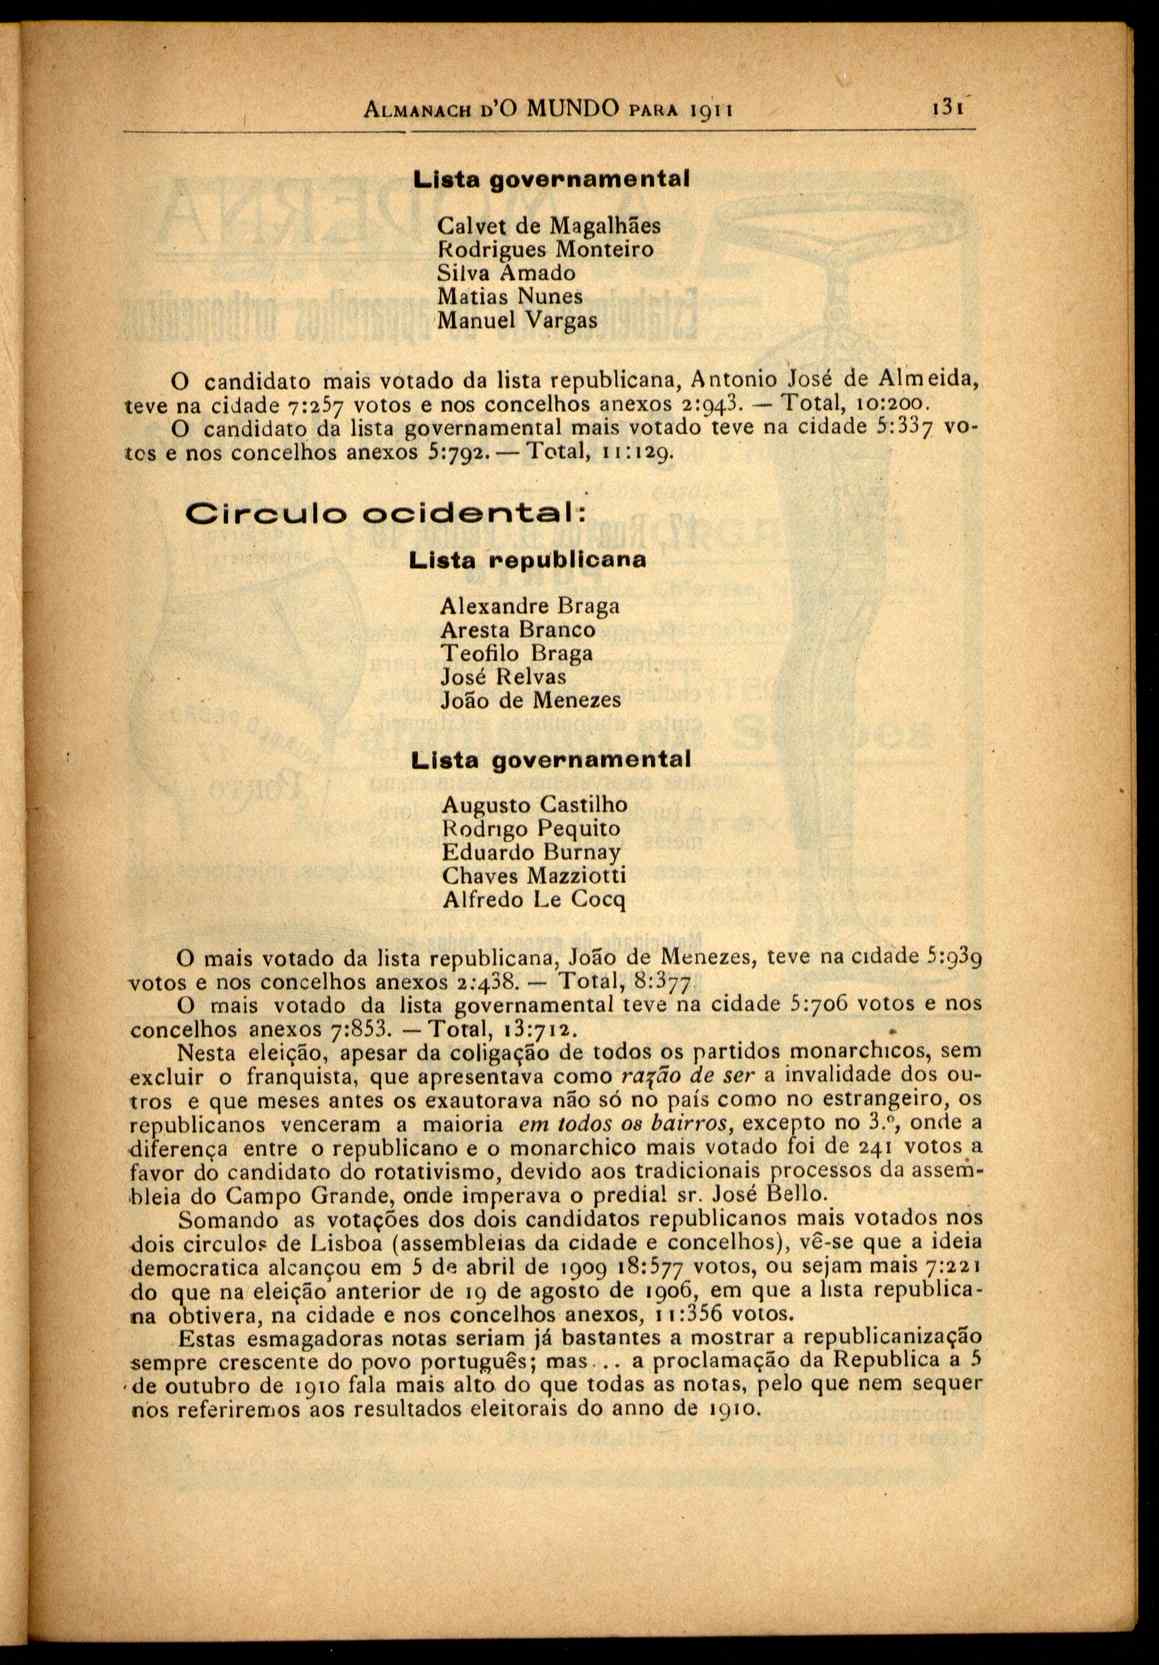 ALMANACH D'O MUNDO PARA 1911 131
Lista governamental
Calvet de Magalhães
Rodrigues Monteiro
Silva Amado
Matias Nunes
Manuel Vargas
O candidato mais votado da lista republicana, Antonio José de Almeida,
teve na cidade 7:257 votos e nos concelhos anexos 2:943. — Total, 10:200.
O candidato da lista governamental mais votado teve na cidade 5:337 vo-
tos e nos concelhos anexos 5:792. — Total, 11:129.
Circulo ocidental:
Lista republicana
Alexandre Braga
Aresta Branco
Teofilo Braga
José Relvas
João de Menezes
Lista governamental
Augusto Castilho
Rodrigo Pequito
Eduardo Burnay
Chaves Mazziotti
Alfredo Le Cocq
O mais votado da lista republicana, João de Menezes, teve na cidade 5:939
votos e nos concelhos anexos 2:438. — Total, 8:377.
O mais votado da lista governamental teve na cidade 5:706 votos e nos
concelhos anexos 7:853. — Total, 13:712.
Nesta eleição, apesar da coligação de todos os partidos monarchicos, sem
excluir o franquista, que apresentava como razão de ser a invalidade dos ou-
tros e que meses antes os exautorava não só no país como no estrangeiro, os
republicanos venceram a maioria em todos os bairros, excepto no 3.º, onde a
diferença entre o republicano e o monarchico mais votado foi de 241 votos a
favor do candidato do rotativismo, devido aos tradicionais processos da assem-
bleia do Campo Grande, onde imperava o predial sr. José Bello.
Somando as votações dos dois candidatos republicanos mais votados nos
dois circulos de Lisboa (assembleias da cidade e concelhos), vê-se que a ideia
democratica alcançou em 5 de abril de 1909 18:577 votos, ou sejam mais 7:221
do que na eleição anterior de 19 de agosto de 1906, em que a lista republica-
na obtivera, na cidade e nos concelhos anexos, 11:356 votos.
Estas esmagadoras notas seriam já bastantes a mostrar a republicanização
sempre crescente do povo português; mas... a proclamação da Republica a 5
de outubro de 1910 fala mais alto do que todas as notas, pelo que nem sequer
nos referiremos aos resultados eleitorais do anno de 1910.